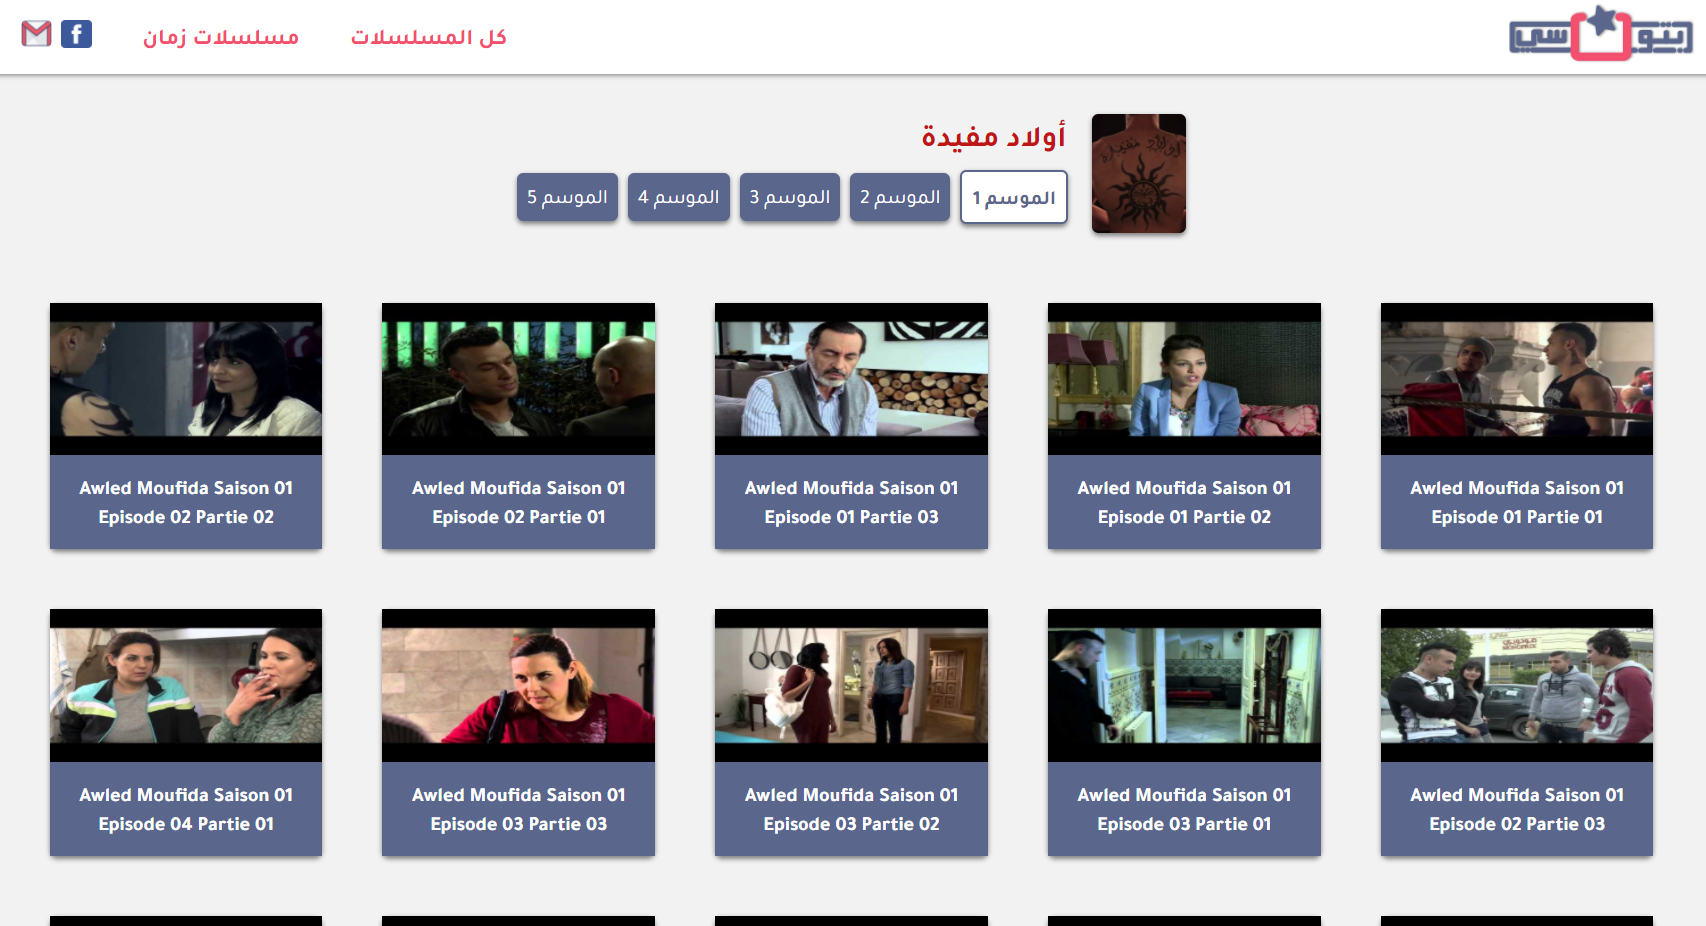 كل المسلسلات
مسلسلات زمان
أولاد مفيدة
أولاد مفيدة
الموسم 1
الموسم 2
الموسم 3
الموسم 4
الموسم 5
Awled Moufida Saison 01
Episode 01 Partie 01
Awled Moufida Saison 01
Episode 01 Partie 02
Awled Moufida Saison 01
Episode 01 Partie 03
Awled Moufida Saison 01
Episode 02 Partie 01
Awled Moufida Saison 01
Episode 02 Partie 02
Awled Moufida Saison 01
Episode 02 Partie 03
Awled Moufida Saison 01
Episode 03 Partie 01
Awled Moufida Saison 01
Episode 03 Partie 02
Awled Moufida Saison 01
Episode 03 Partie 03
Awled Moufida Saison 01
Episode 04 Partie 01